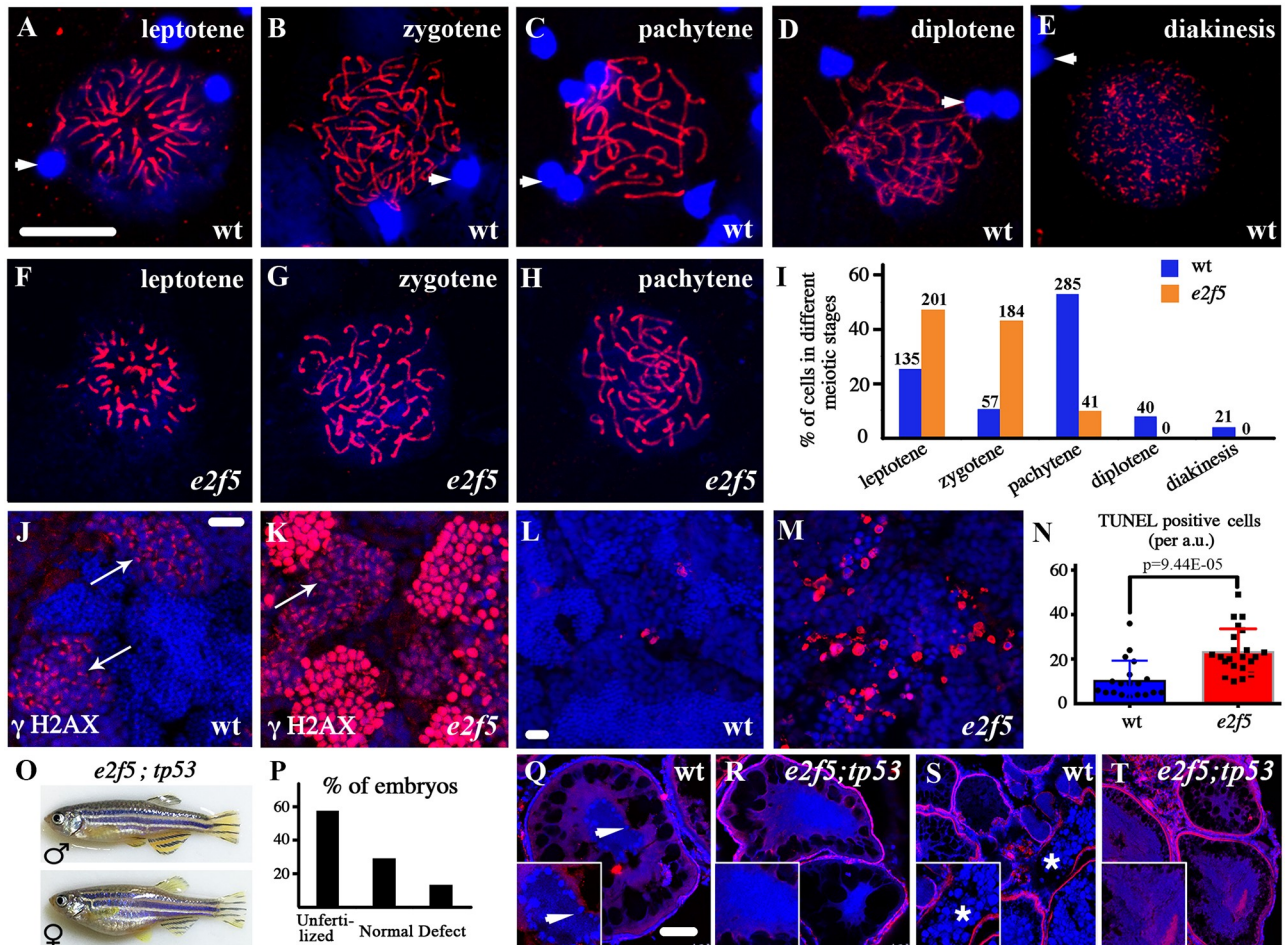 A leptotene
wt
B zygotene
wt
C pachytene
wt
D diplotene
wt
E diakinesis
wt
F leptotene
e2f5
G zygotene
e2f5
H pachytene
e2f5
I
% of cells in different
meiotic stages
60
40
20
0
wt
e2f5
135
201
57
184
285
41
40
0
21
0
leptotene
zygotene
pachytene
diplotene
diakinesis
J
γ H2AX wt
K
γ H2AX e2f5
L
wt
M
e2f5
N
TUNEL positive cells
(per a.u.)
p=9.44E-05
60
40
20
0
wt e2f5
O e2f5 ; tp53
♂
♀
P
% of embryos
60
40
20
Unferti-
lized
Normal Defect
Q wt
R e2f5;tp53
S wt
*
*
T e2f5;tp53